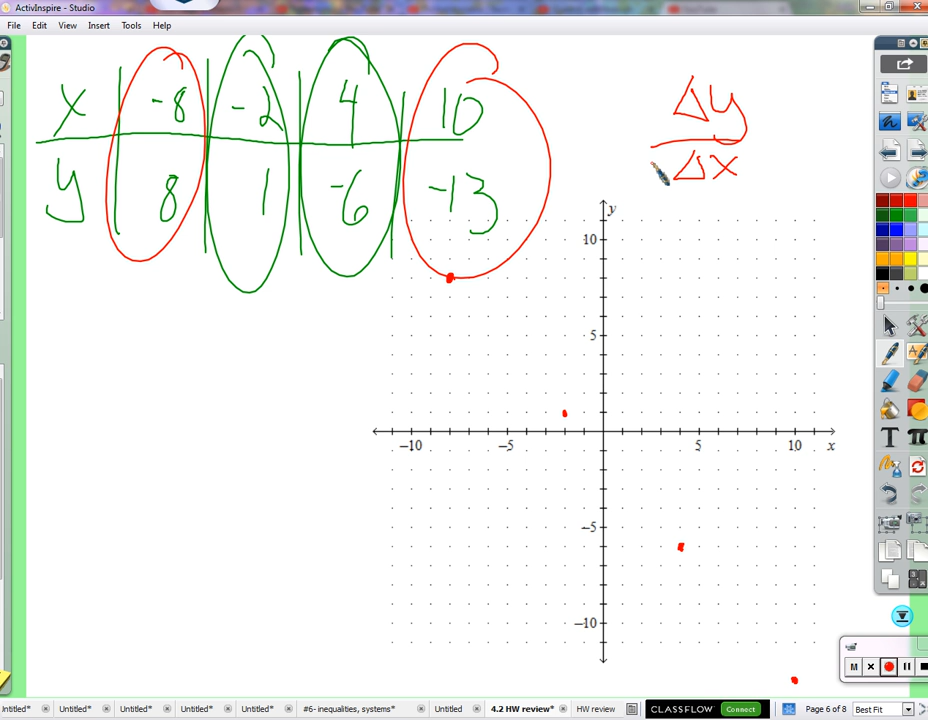 ActivInspire - Studio
File Edit View Insert Tools Help
x -8 -2 4 10
y 8 1 -6 -13
Δy
Δx
y
10
5
−10 −5 5 10 x
−5
−10
M
Untitled* Untitled* Untitled* Untitled* #6- inequalities, systems* Untitled 4.2 HW review* HW review CLASSFLOW Connect Page 6 of 8 Best Fit